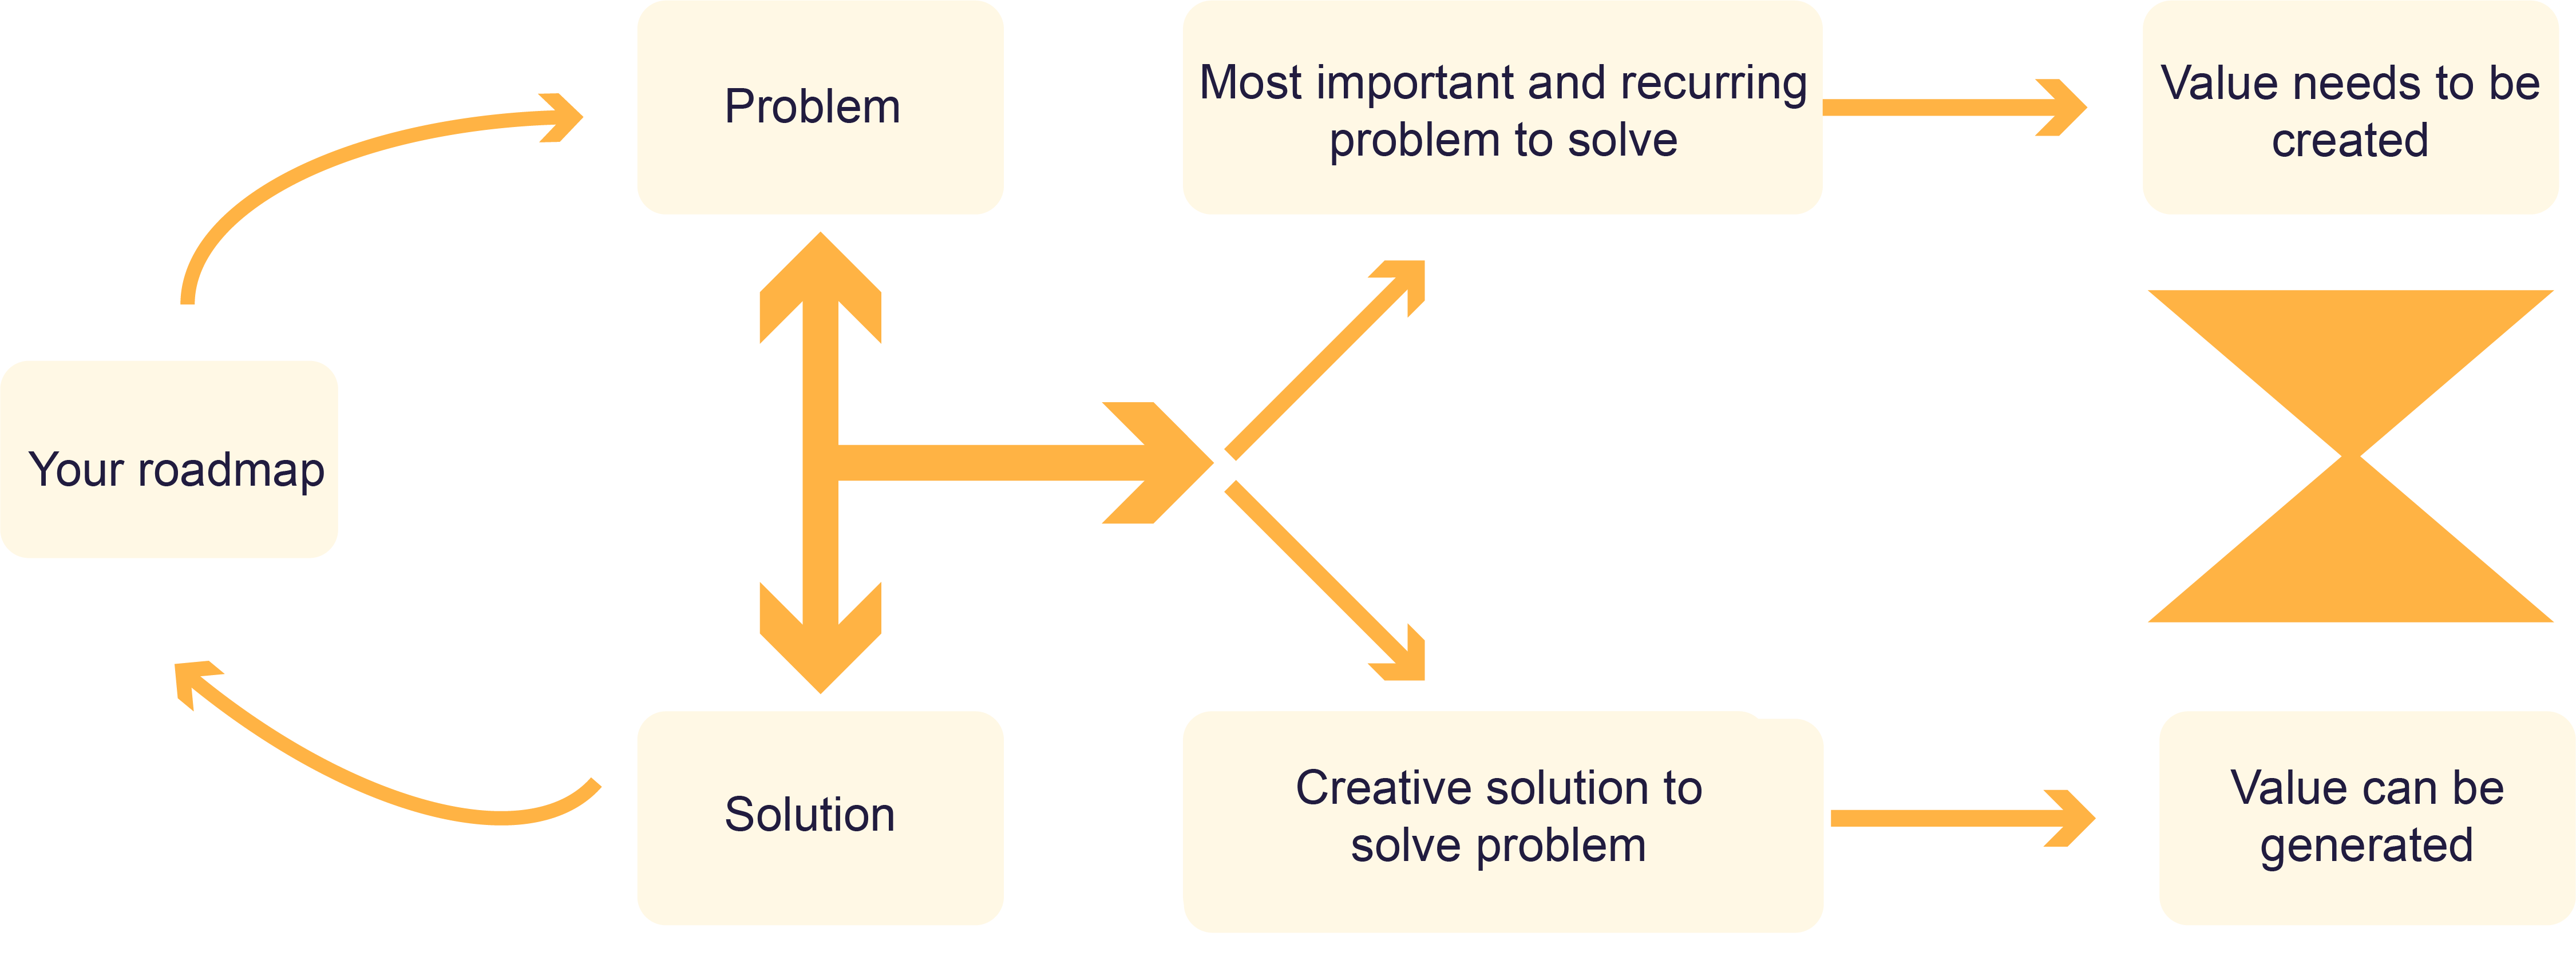 Problem
Most important and recurring
problem to solve
Value needs to be
created
Your roadmap
Solution
Creative solution to
solve problem
Value can be
generated